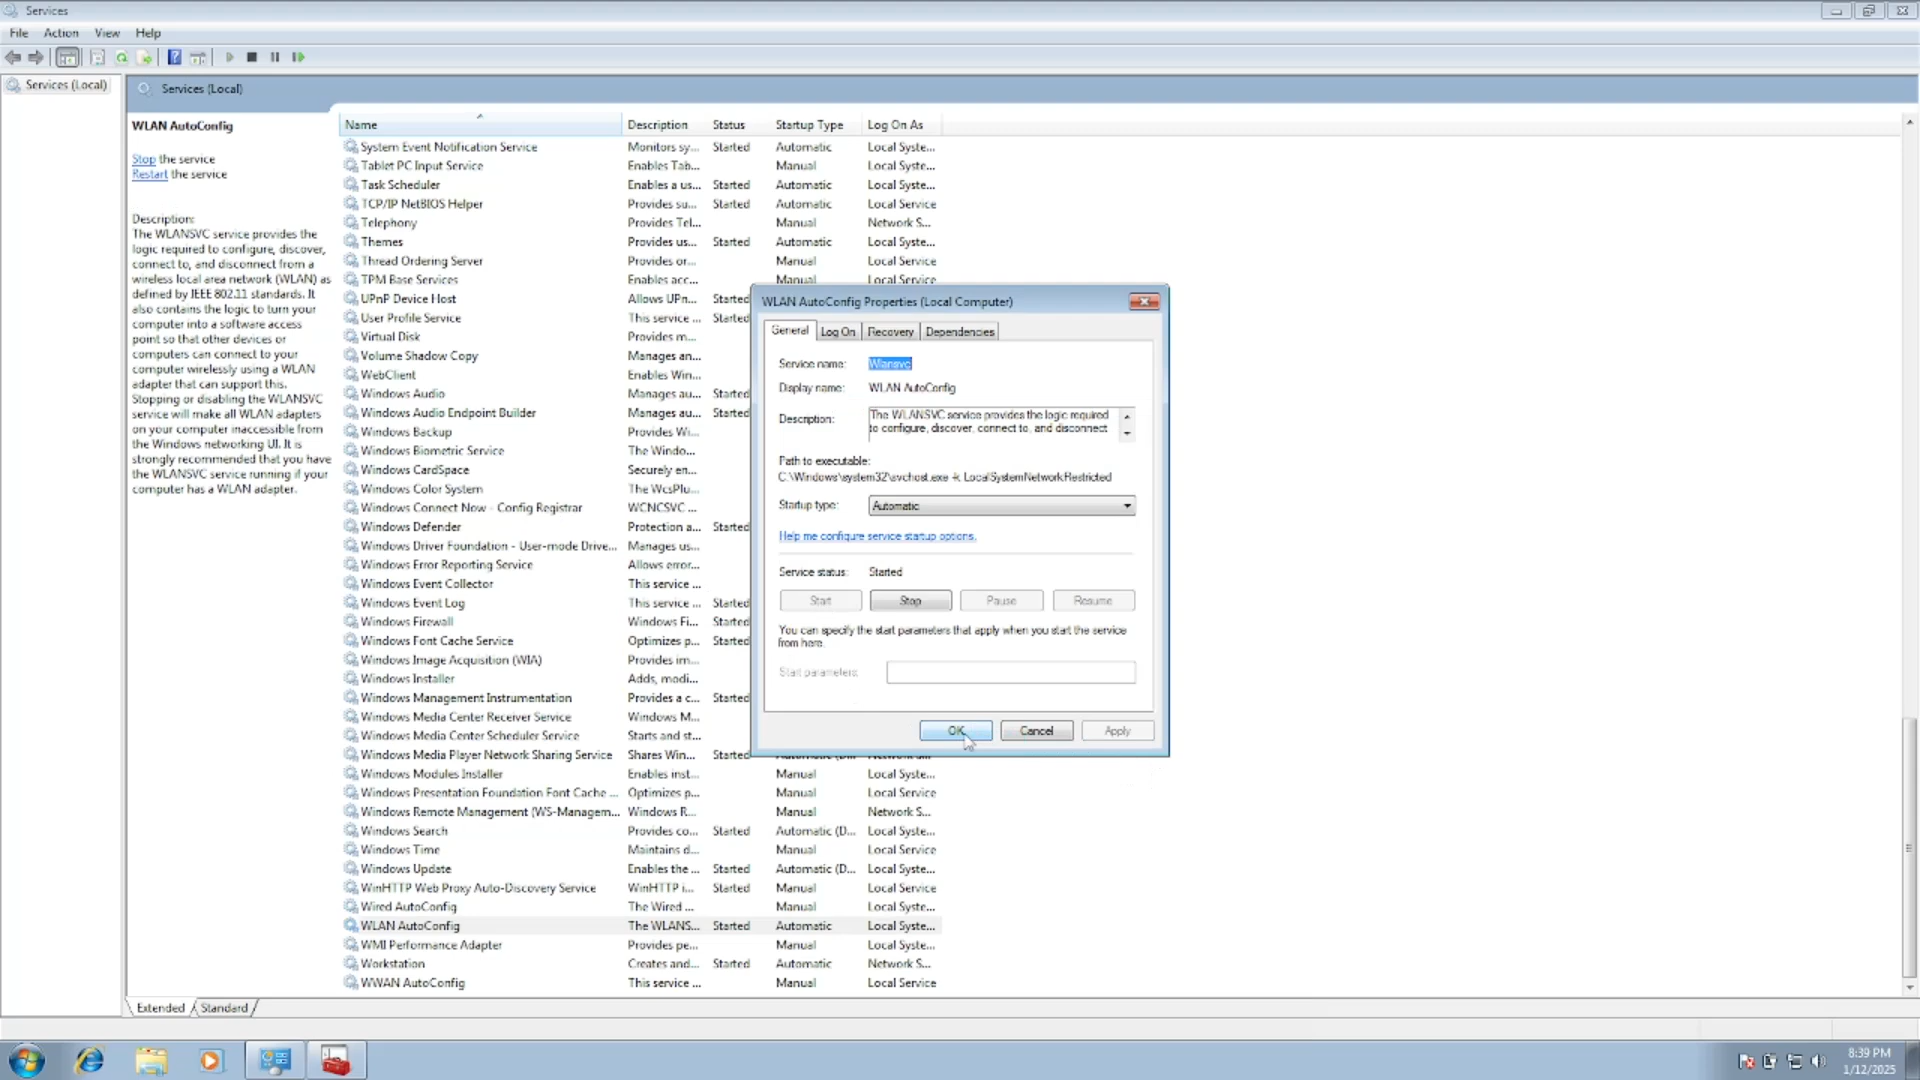 Services
File Action View Help
Services (Local)
Services (Local)
WLAN AutoConfig
Stop the service
Restart the service
Description:
The WLANSVC service provides the
logic required to configure, discover,
connect to, and disconnect from a
wireless local area network (WLAN) as
defined by IEEE 802.11 standards. It
also contains the logic to turn your
computer into a software access
point so that other devices or
computers can connect to your
computer wirelessly using a WLAN
adapter that can support this.
Stopping or disabling the WLANSVC
service will make all WLAN adapters
on your computer inaccessible from
the Windows networking UI. It is
strongly recommended that you have
the WLANSVC service running if your
computer has a WLAN adapter.
Name Description Status Startup Type Log On As
System Event Notification Service Monitors sy... Started Automatic Local Syste...
Tablet PC Input Service Enables Tab... Manual Local Syste...
Task Scheduler Enables a us... Started Automatic Local Syste...
TCP/IP NetBIOS Helper Provides su... Started Automatic Local Service
Telephony Provides Tel... Manual Network S...
Themes Provides us... Started Automatic Local Syste...
Thread Ordering Server Provides or... Manual Local Service
TPM Base Services Enables acc... Manual Local Service
UPnP Device Host Allows UPn... Started
User Profile Service This service ... Started
Virtual Disk Provides m...
Volume Shadow Copy Manages an...
WebClient Enables Win...
Windows Audio Manages au... Started
Windows Audio Endpoint Builder Manages au... Started
Windows Backup Provides Wi...
Windows Biometric Service The Windo...
Windows CardSpace Securely en...
Windows Color System The WcsPlu...
Windows Connect Now - Config Registrar WCNCSVC ...
Windows Defender Protection a... Started
Windows Driver Foundation - User-mode Drive... Manages us...
Windows Error Reporting Service Allows error...
Windows Event Collector This service ...
Windows Event Log This service ... Started
Windows Firewall Windows Fi... Started
Windows Font Cache Service Optimizes p... Started
Windows Image Acquisition (WIA) Provides im...
Windows Installer Adds, modi...
Windows Management Instrumentation Provides a c... Started
Windows Media Center Receiver Service Windows M...
Windows Media Center Scheduler Service Starts and st...
Windows Media Player Network Sharing Service Shares Win... Started
Windows Modules Installer Enables inst... Manual Local Syste...
Windows Presentation Foundation Font Cache ... Optimizes p... Manual Local Service
Windows Remote Management (WS-Managem... Windows R... Manual Network S...
Windows Search Provides co... Started Automatic (D... Local Syste...
Windows Time Maintains d... Manual Local Service
Windows Update Enables the ... Started Automatic (D... Local Syste...
WinHTTP Web Proxy Auto-Discovery Service WinHTTP i... Started Manual Local Service
Wired AutoConfig The Wired ... Manual Local Syste...
WLAN AutoConfig The WLANS... Started Automatic Local Syste...
WMI Performance Adapter Provides pe... Manual Local Syste...
Workstation Creates and... Started Automatic Network S...
WWAN AutoConfig This service ... Manual Local Service
WLAN AutoConfig Properties (Local Computer)
General Log On Recovery Dependencies
Service name: Wlansvc
Display name: WLAN AutoConfig
Description: The WLANSVC service provides the logic required
to configure, discover, connect to, and disconnect
Path to executable:
C:\Windows\system32\svchost.exe -k LocalSystemNetworkRestricted
Startup type: Automatic
Help me configure service startup options.
Service status: Started
Start Stop Pause Resume
You can specify the start parameters that apply when you start the service
from here.
Start parameters:
OK Cancel Apply
Extended Standard
8:39 PM
1/12/2025